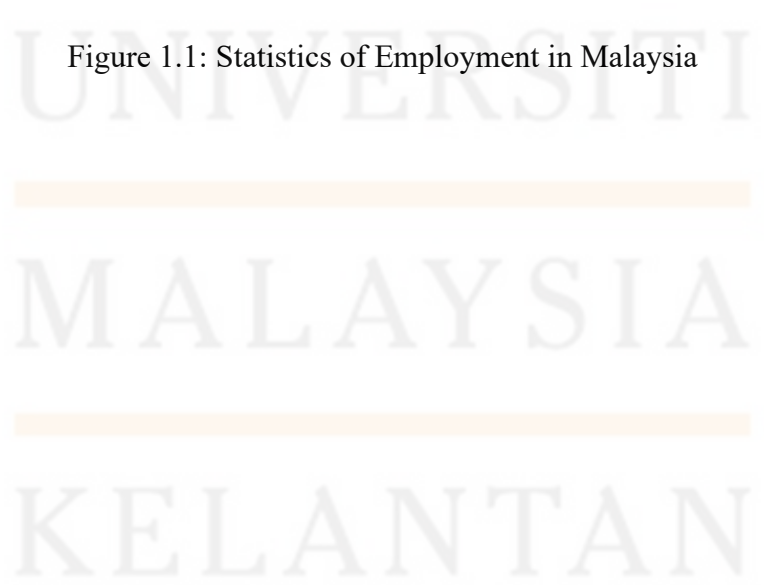 Figure 1.1: Statistics of Employment in Malaysia
UNIVERSITI
MALAYSIA
KELANTAN